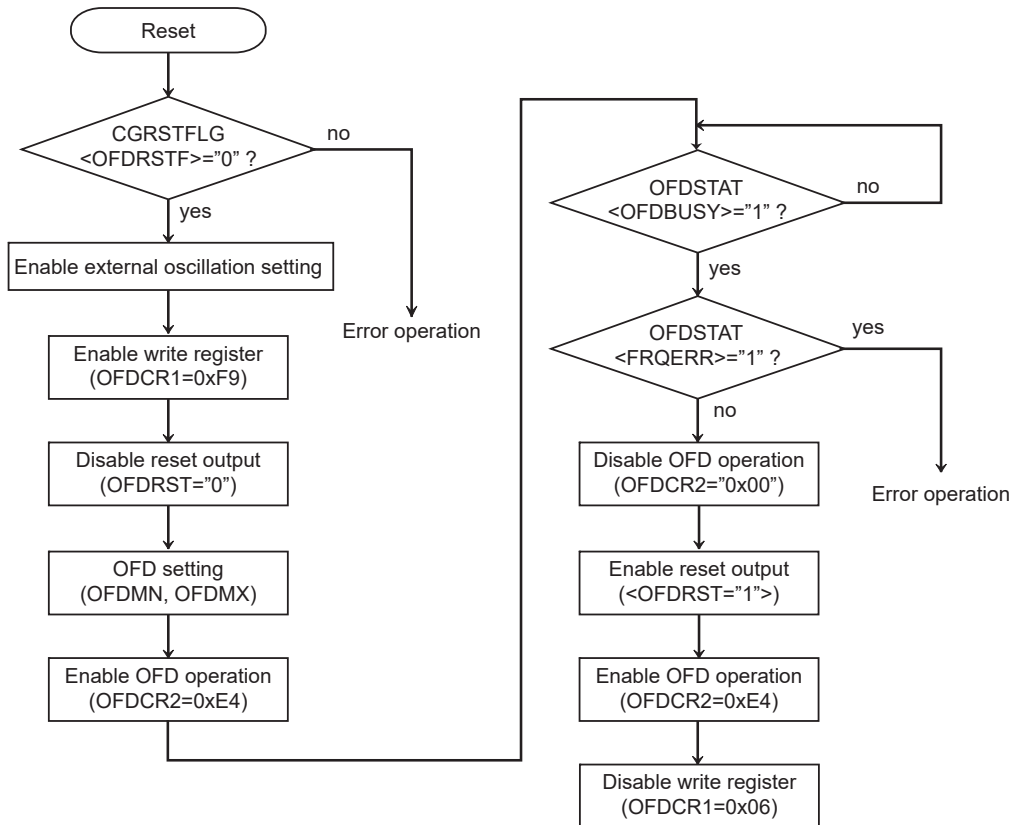 Reset
CGRSTFLG
<OFDRSTF>=”0” ?
no
yes
Enable external oscillation setting
Error operation
Enable write register
(OFDCR1=0xF9)
Disable reset output
(OFDRST=”0”)
OFD setting
(OFDMN, OFDMX)
Enable OFD operation
(OFDCR2=0xE4)
OFDSTAT
<OFDBUSY>=”1” ?
no
yes
OFDSTAT
<FRQERR>=”1” ?
yes
no
Disable OFD operation
(OFDCR2=”0x00”)
Error operation
Enable reset output
(<OFDRST=”1”>)
Enable OFD operation
(OFDCR2=0xE4)
Disable write register
(OFDCR1=0x06)